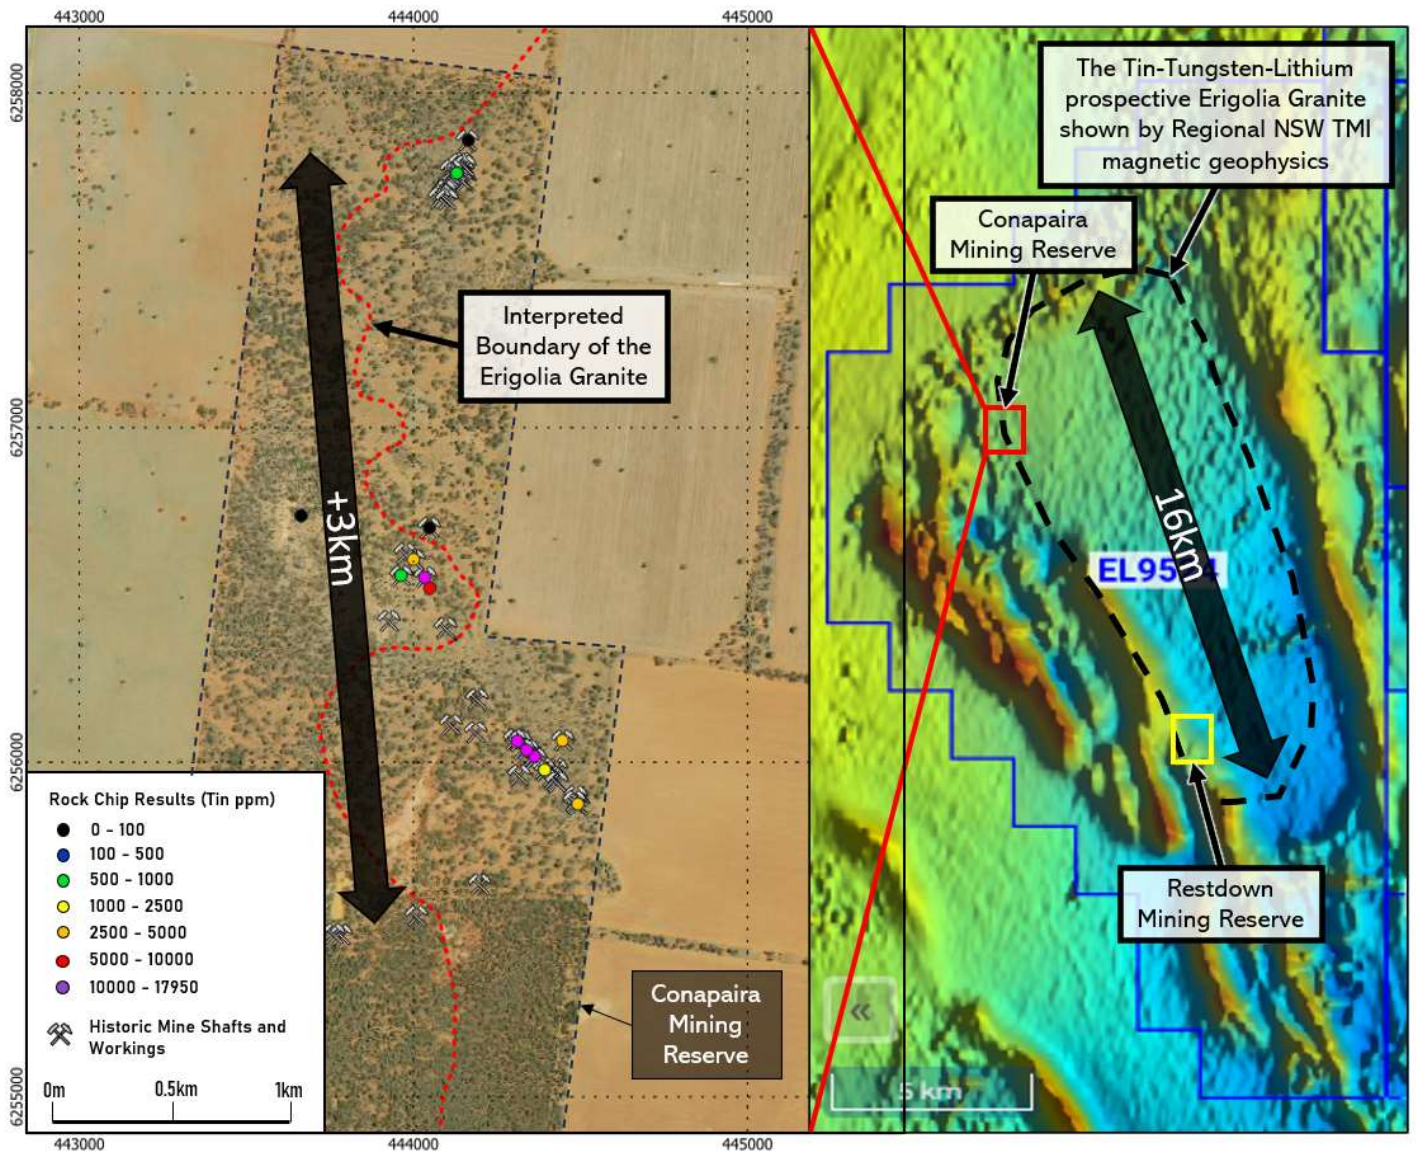 443000
444000
445000
6258000
6257000
6256000
6255000
Interpreted
Boundary of the
Erigolia Granite
+3km
Rock Chip Results (Tin ppm)
0 - 100
100 - 500
500 - 1000
1000 - 2500
2500 - 5000
5000 - 10000
10000 - 17950
Historic Mine Shafts and
Workings
0m
0.5km
1km
Conapaira
Mining
Reserve
443000
444000
445000
The Tin-Tungsten-Lithium
prospective Erigolia Granite
shown by Regional NSW TMI
magnetic geophysics
Conapaira
Mining Reserve
16km
Restdown
Mining Reserve
«
5 km